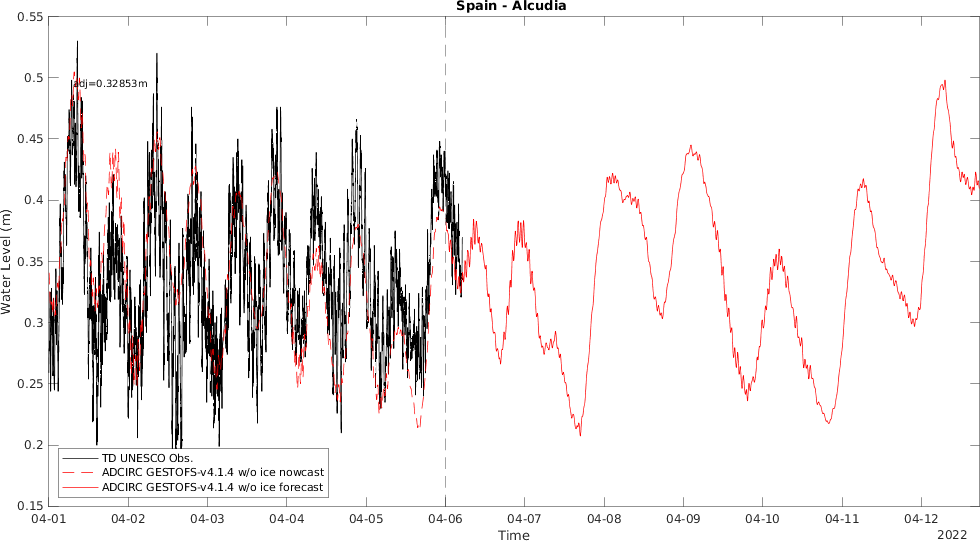 Spain - Alcudia
0.55
0.5
0.45
0.4
0.35
0.3
0.25
0.2
0.15
Water Level (m)
adj=0.32853m
TD UNESCO Obs.
ADCIRC GESTOFS-v4.1.4 w/o ice nowcast
ADCIRC GESTOFS-v4.1.4 w/o ice forecast
04-01 04-02 04-03 04-04 04-05 04-06 04-07 04-08 04-09 04-10 04-11 04-12
Time
2022